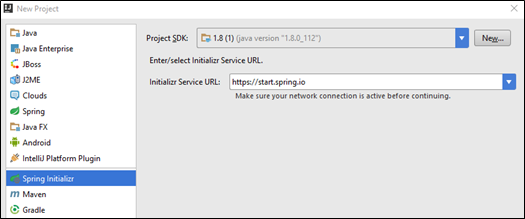 New Project
Java
Java Enterprise
JBoss
J2ME
Clouds
Spring
Java FX
Android
IntelliJ Platform Plugin
Spring Initializr
Maven
Gradle
Project SDK: 1.8 (1) (java version "1.8.0_112") New...
Enter/select Initializr Service URL.
Initializr Service URL: https://start.spring.io
Make sure your network connection is active before continuing.